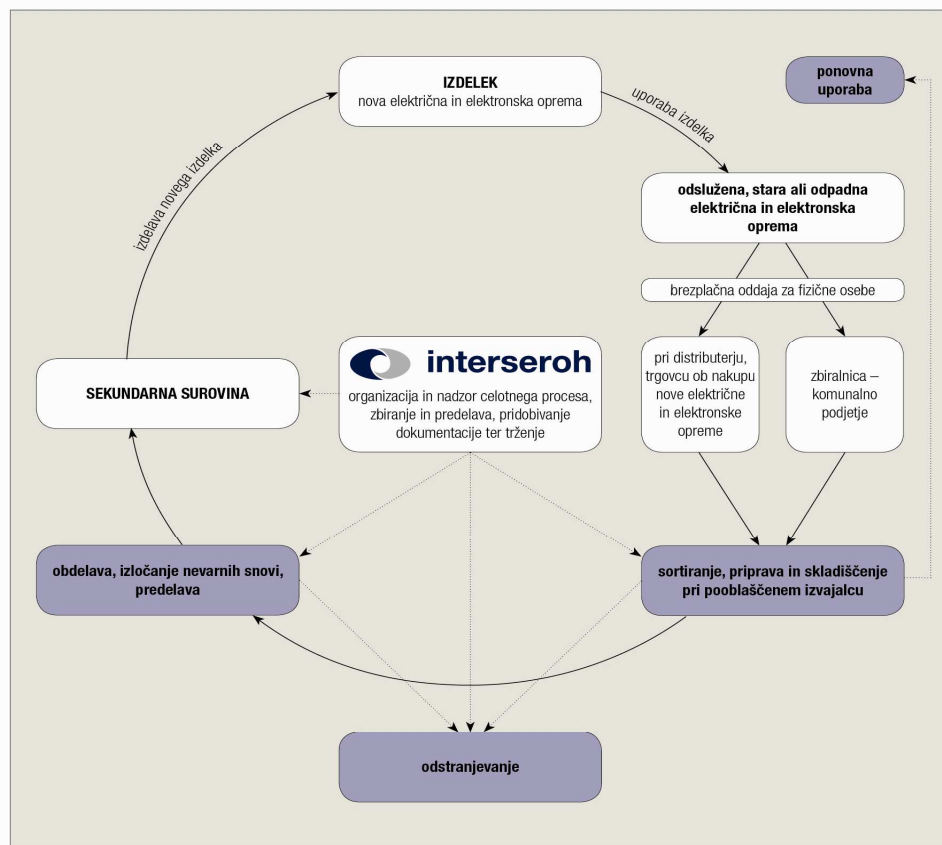 IZDELEK
nova električna in elektronska oprema
ponovna
uporaba
uporaba izdelka
odslužena, stara ali odpadna
električna in elektronska
oprema
brezplačna oddaja za fizične osebe
pri distributerju,
trgovcu ob nakupu
nove električne
in elektronske
opreme
zbiralnica –
komunalno
podjetje
izdelava novega izdelka
interseroh
organizacija in nadzor celotnega procesa,
zbiranje in predelava, pridobivanje
dokumentacije ter trženje
SEKUNDARNA SUROVINA
obdelava, izločanje nevarnih snovi,
predelava
sortiranje, priprava in skladiščenje
pri pooblaščenem izvajalcu
odstranjevanje